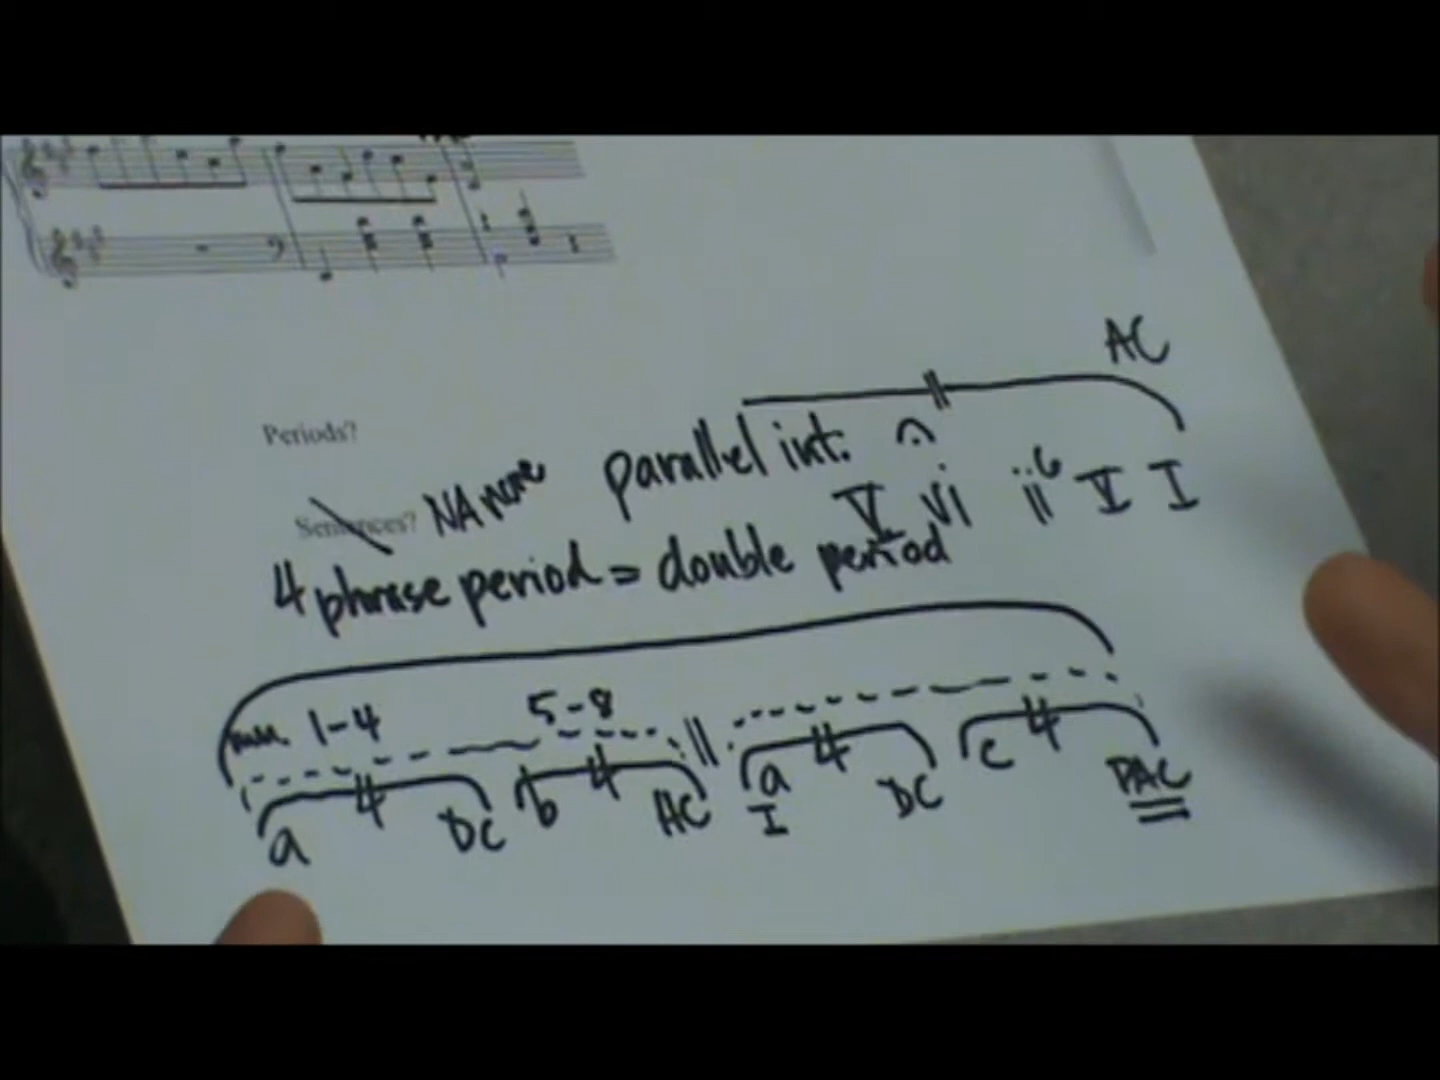 AC
Periods?
NA none parallel int.
Sentences?
V vi ii6 V I
4 phrase period = double period
mm. 1-4 5-8
4 4 || 4 4
a DC b HC a DC c PAC
I